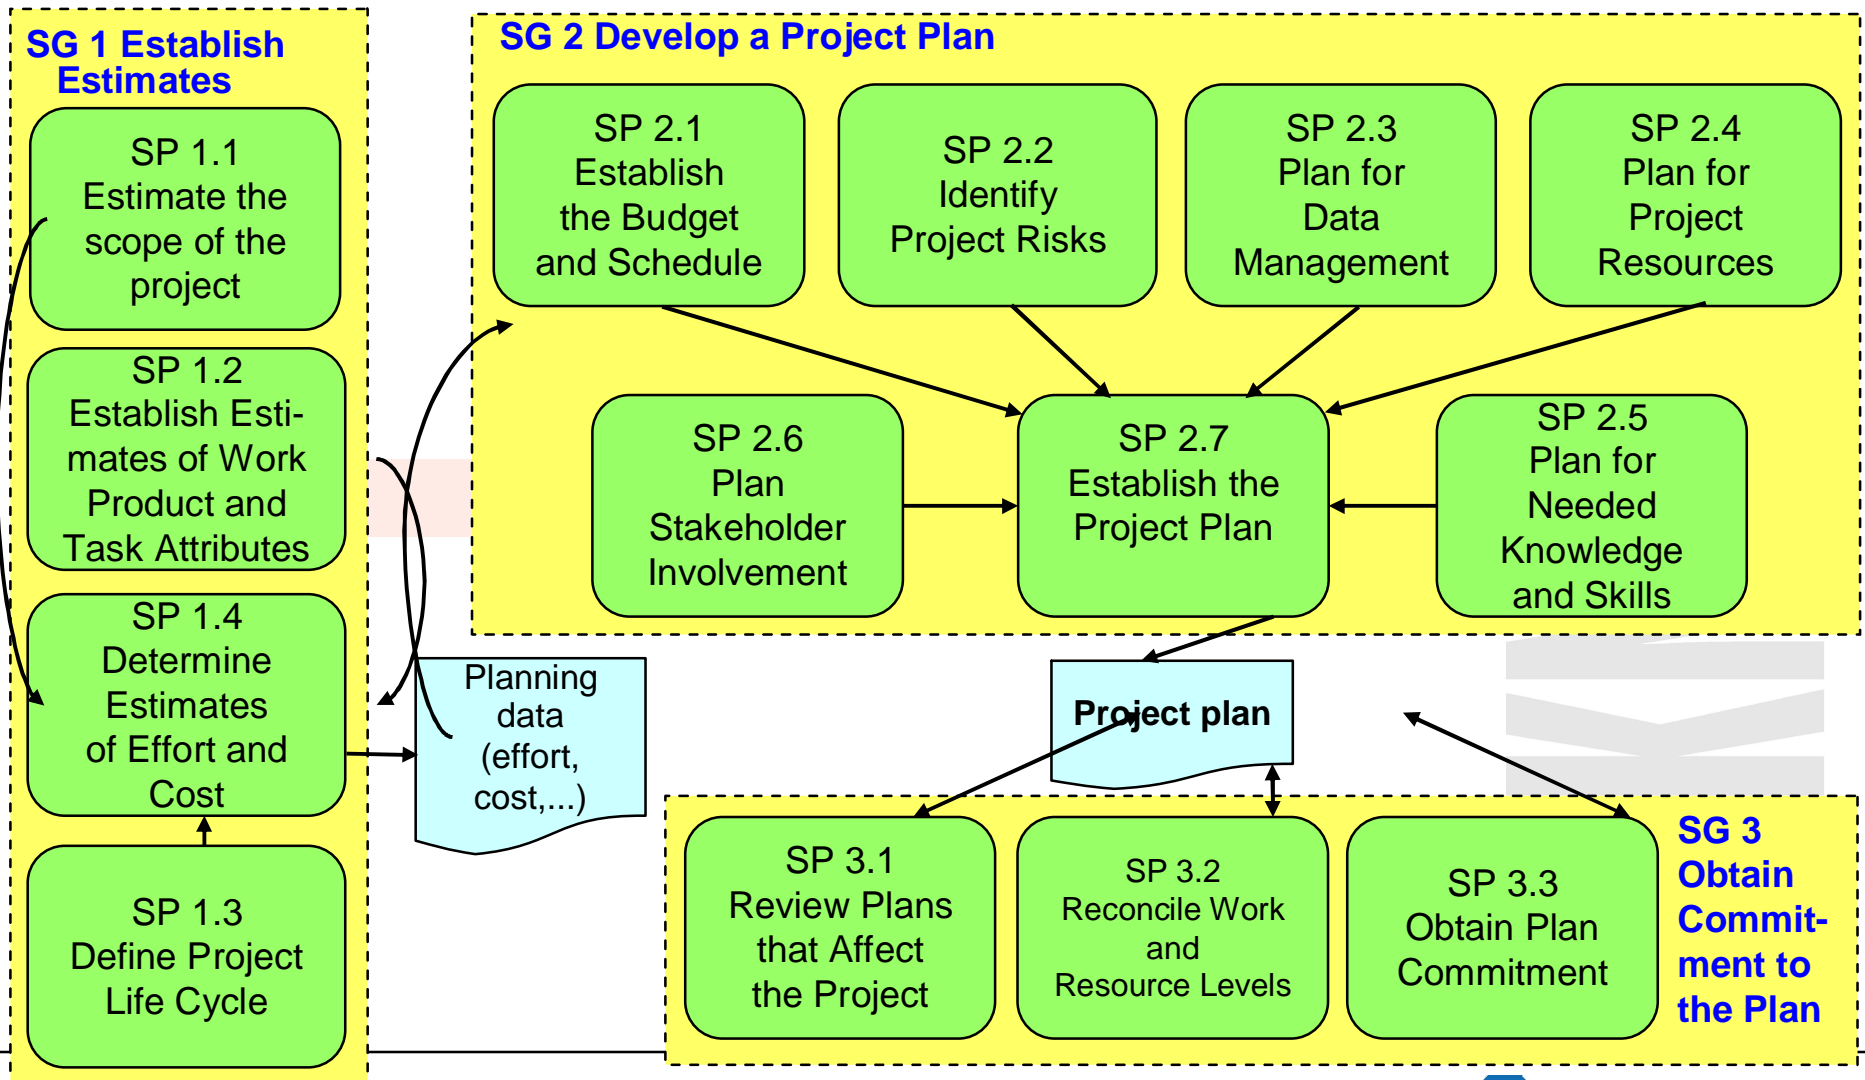 SG 1 Establish
Estimates
SP 1.1
Estimate the
scope of the
project
SP 1.2
Establish Esti-
mates of Work
Product and
Task Attributes
SP 1.4
Determine
Estimates
of Effort and
Cost
SP 1.3
Define Project
Life Cycle
Planning
data
(effort,
cost,...)
SG 2 Develop a Project Plan
SP 2.1
Establish
the Budget
and Schedule
SP 2.2
Identify
Project Risks
SP 2.3
Plan for
Data
Management
SP 2.4
Plan for
Project
Resources
SP 2.6
Plan
Stakeholder
Involvement
SP 2.7
Establish the
Project Plan
SP 2.5
Plan for
Needed
Knowledge
and Skills
Project plan
SP 3.1
Review Plans
that Affect
the Project
SP 3.2
Reconcile Work
and
Resource Levels
SP 3.3
Obtain Plan
Commitment
SG 3
Obtain
Commit-
ment to
the Plan